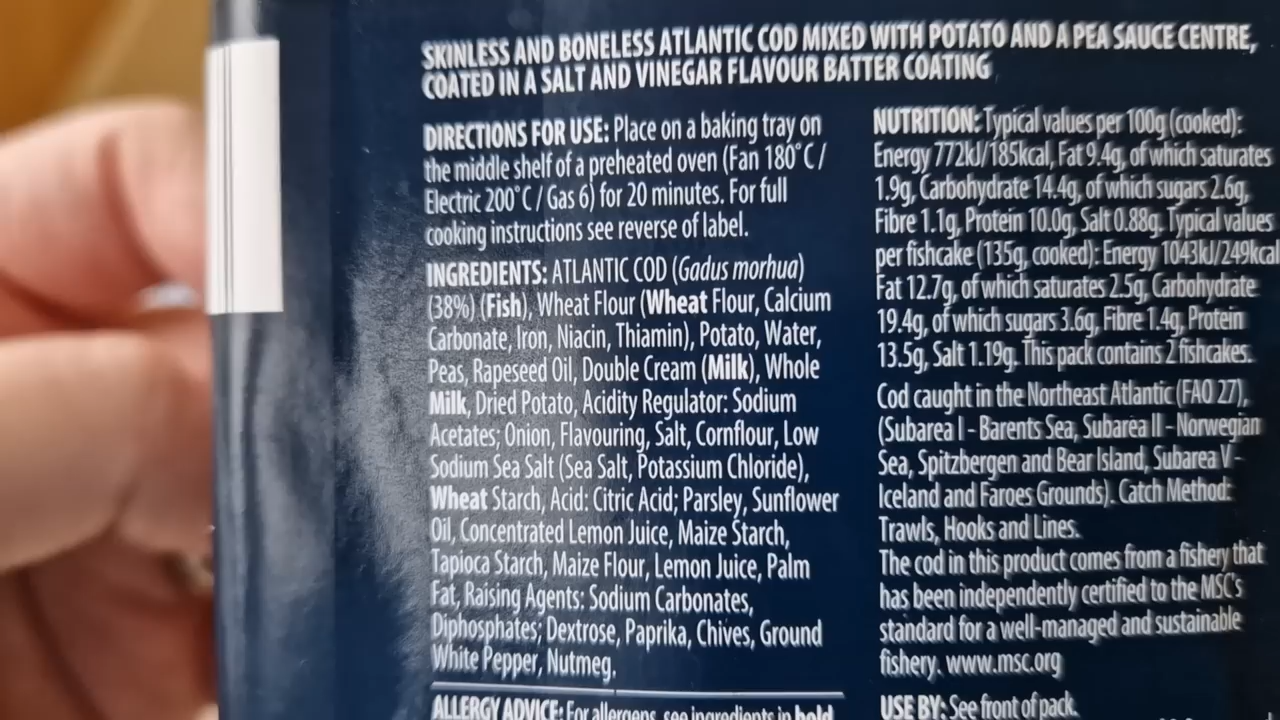 SKINLESS AND BONELESS ATLANTIC COD MIXED WITH POTATO AND A PEA SAUCE CENTRE,
COATED IN A SALT AND VINEGAR FLAVOUR BATTER COATING
DIRECTIONS FOR USE: Place on a baking tray on
the middle shelf of a preheated oven (Fan 180°C /
Electric 200°C / Gas 6) for 20 minutes. For full
cooking instructions see reverse of label.
INGREDIENTS: ATLANTIC COD (Gadus morhua)
(38%) (Fish), Wheat Flour (Wheat Flour, Calcium
Carbonate, Iron, Niacin, Thiamin), Potato, Water,
Peas, Rapeseed Oil, Double Cream (Milk), Whole
Milk, Dried Potato, Acidity Regulator: Sodium
Acetates; Onion, Flavouring, Salt, Cornflour, Low
Sodium Sea Salt (Sea Salt, Potassium Chloride),
Wheat Starch, Acid: Citric Acid; Parsley, Sunflower
Oil, Concentrated Lemon Juice, Maize Starch,
Tapioca Starch, Maize Flour, Lemon Juice, Palm
Fat, Raising Agents: Sodium Carbonates,
Diphosphates; Dextrose, Paprika, Chives, Ground
White Pepper, Nutmeg.
ALLERGY ADVICE: For allergens, see ingredients in bold
NUTRITION: Typical values per 100g (cooked):
Energy 772kJ/185kcal, Fat 9.4g, of which saturates
1.9g, Carbohydrate 14.4g, of which sugars 2.6g,
Fibre 1.1g, Protein 10.0g, Salt 0.88g. Typical values
per fishcake (135g, cooked): Energy 1043kJ/249kcal
Fat 12.7g, of which saturates 2.5g, Carbohydrate
19.4g, of which sugars 3.6g, Fibre 1.4g, Protein
13.5g, Salt 1.19g. This pack contains 2 fishcakes.
Cod caught in the Northeast Atlantic (FAO 27),
(Subarea I - Barents Sea, Subarea II - Norwegian
Sea, Spitzbergen and Bear Island, Subarea V -
Iceland and Faroes Grounds). Catch Method:
Trawls, Hooks and Lines.
The cod in this product comes from a fishery that
has been independently certified to the MSC's
standard for a well-managed and sustainable
fishery. www.msc.org
USE BY: See front of pack.